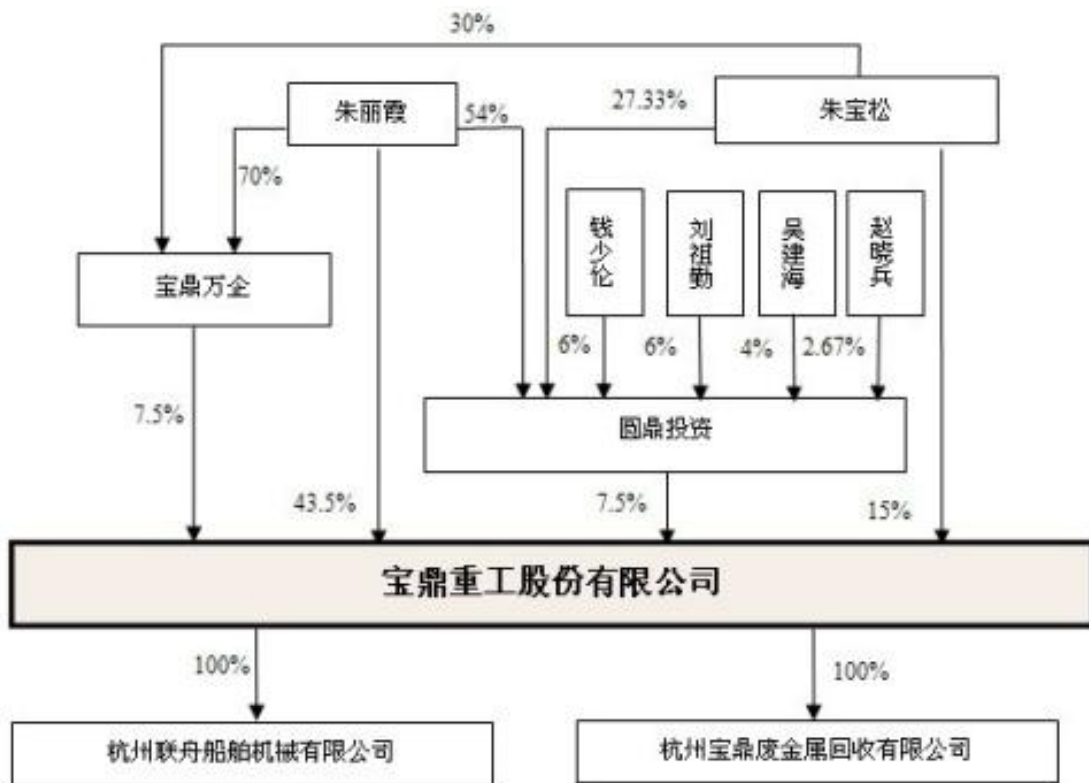 30%
朱丽霞
54%
27.33%
朱宝松
70%
钱少伦
刘祖勤
吴建海
赵晓兵
宝鼎万企
6%
6%
4%
2.67%
7.5%
圆鼎投资
43.5%
7.5%
15%
宝鼎重工股份有限公司
100%
100%
杭州联舟船舶机械有限公司
杭州宝鼎废金属回收有限公司